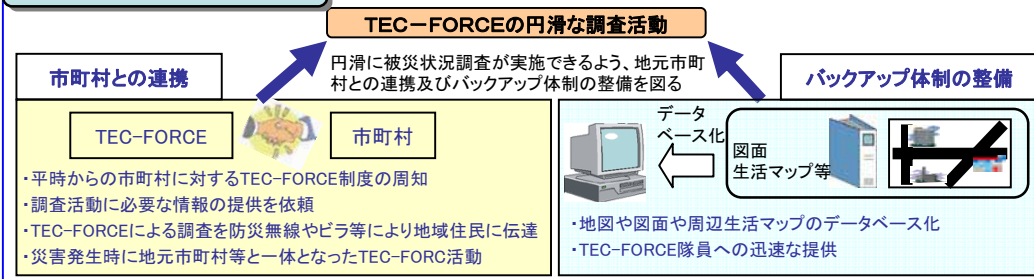 TEC－FORCEの円滑な調査活動
円滑に被災状況調査が実施できるよう、地元市町
村との連携及びバックアップ体制の整備を図る
市町村との連携
TEC-FORCE
市町村
・平時からの市町村に対するTEC-FORCE制度の周知
・調査活動に必要な情報の提供を依頼
・TEC-FORCEによる調査を防災無線やビラ等により地域住民に伝達
・災害発生時に地元市町村等と一体となったTEC-FORC活動
バックアップ体制の整備
データ
ベース化
図面
生活マップ等
・地図や図面や周辺生活マップのデータベース化
・TEC-FORCE隊員への迅速な提供